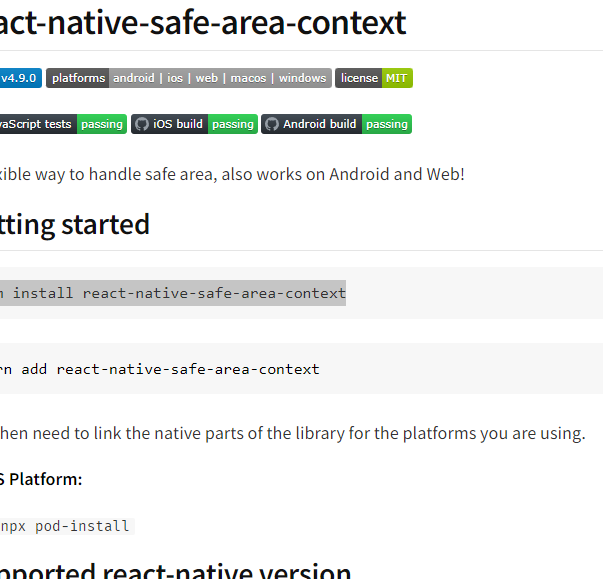 act-native-safe-area-context
v4.9.0 platforms android | ios | web | macos | windows license MIT
vaScript tests passing iOS build passing Android build passing
xible way to handle safe area, also works on Android and Web!
tting started
n install react-native-safe-area-context
rn add react-native-safe-area-context
hen need to link the native parts of the library for the platforms you are using.
S Platform:
npx pod-install
pported react-native version